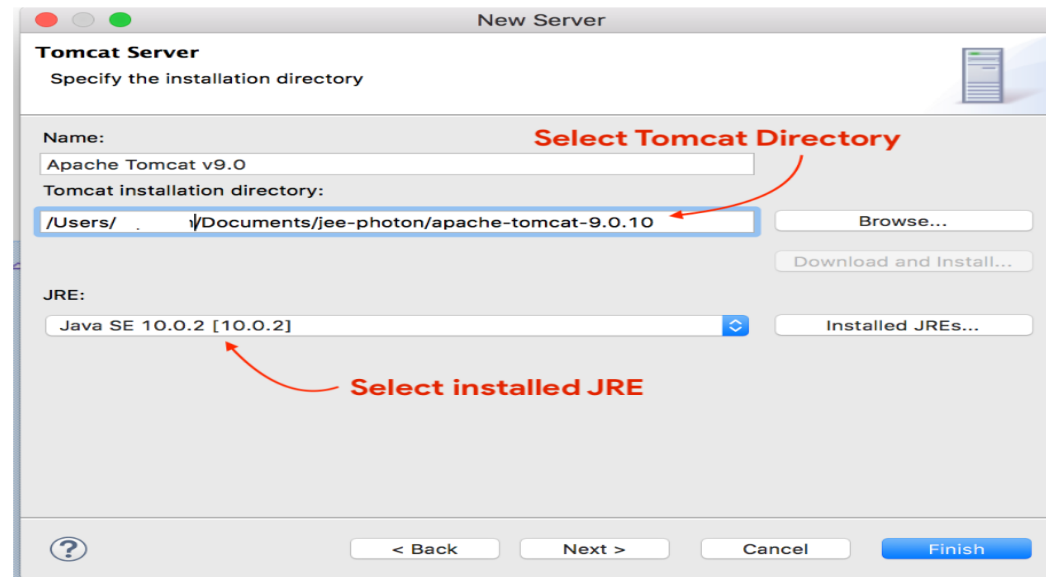 New Server
Tomcat Server
Specify the installation directory
Name:
Select Tomcat Directory
Apache Tomcat v9.0
Tomcat installation directory:
/Users/ /Documents/jee-photon/apache-tomcat-9.0.10
Browse...
Download and Install...
JRE:
Java SE 10.0.2 [10.0.2]
Installed JREs...
Select installed JRE
?
< Back Next > Cancel Finish